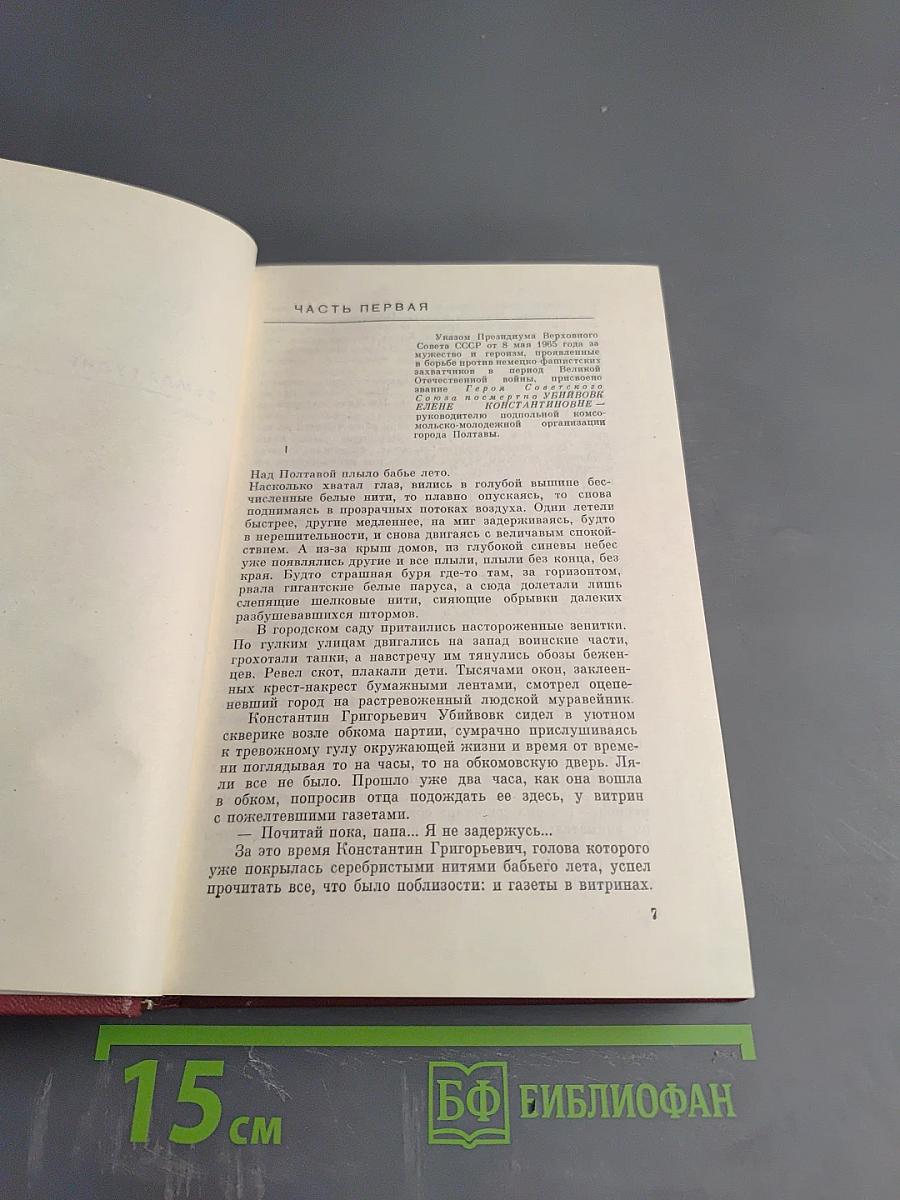 ЧАСТЬ ПЕРВАЯ
Указом Президиума Верховного
Совета СССР от 8 мая 1965 года за
мужество и героизм, проявленные
в борьбе против немецко-фашистских
захватчиков в период Великой
Отечественной войны, присвоено
звание Героя Советского
Союза посмертно УБИЙВОВК
ЕЛЕНЕ КОНСТАНТИНОВНЕ —
руководителю подпольной комсо-
мольско-молодежной организации
города Полтавы.
I
Над Полтавой плыло бабье лето.
Насколько хватал глаз, вились в голубой вышине бес-
численные белые нити, то плавно опускаясь, то снова
поднимаясь в прозрачных потоках воздуха. Одни летели
быстрее, другие медленнее, на миг задерживаясь, будто
в нерешительности, и снова двигаясь с величавым спокой-
ствием. А из-за крыш домов, из глубокой синевы небес
уже появлялись другие и все плыли, плыли без конца, без
края. Будто страшная буря где-то там, за горизонтом,
рвала гигантские белые паруса, а сюда долетали лишь
слепящие шелковые нити, сияющие обрывки далеких
разбушевавшихся штормов.
В городском саду притаились настороженные зенитки.
По гулким улицам двигались на запад воинские части,
грохотали танки, а навстречу им тянулись обозы бежен-
цев. Ревел скот, плакали дети. Тысячами окон, заклеен-
ных крест-накрест бумажными лентами, смотрел оцепе-
невший город на растревоженный людской муравейник.
Константин Григорьевич Убийвовк сидел в уютном
скверике возле обкома партии, сумрачно прислушиваясь
к тревожному гулу окружающей жизни и время от време-
ни поглядывая то на часы, то на обкомовскую дверь. Ля-
ли все не было. Прошло уже два часа, как она вошла
в обком, попросив отца подождать ее здесь, у витрин
с пожелтевшими газетами.
— Почитай пока, папа... Я не задержусь...
За это время Константин Григорьевич, голова которого
уже покрылась серебристыми нитями бабьего лета, успел
прочитать все, что было поблизости: и газеты в витринах.
7
15 см
БФ БИБЛИОФАН